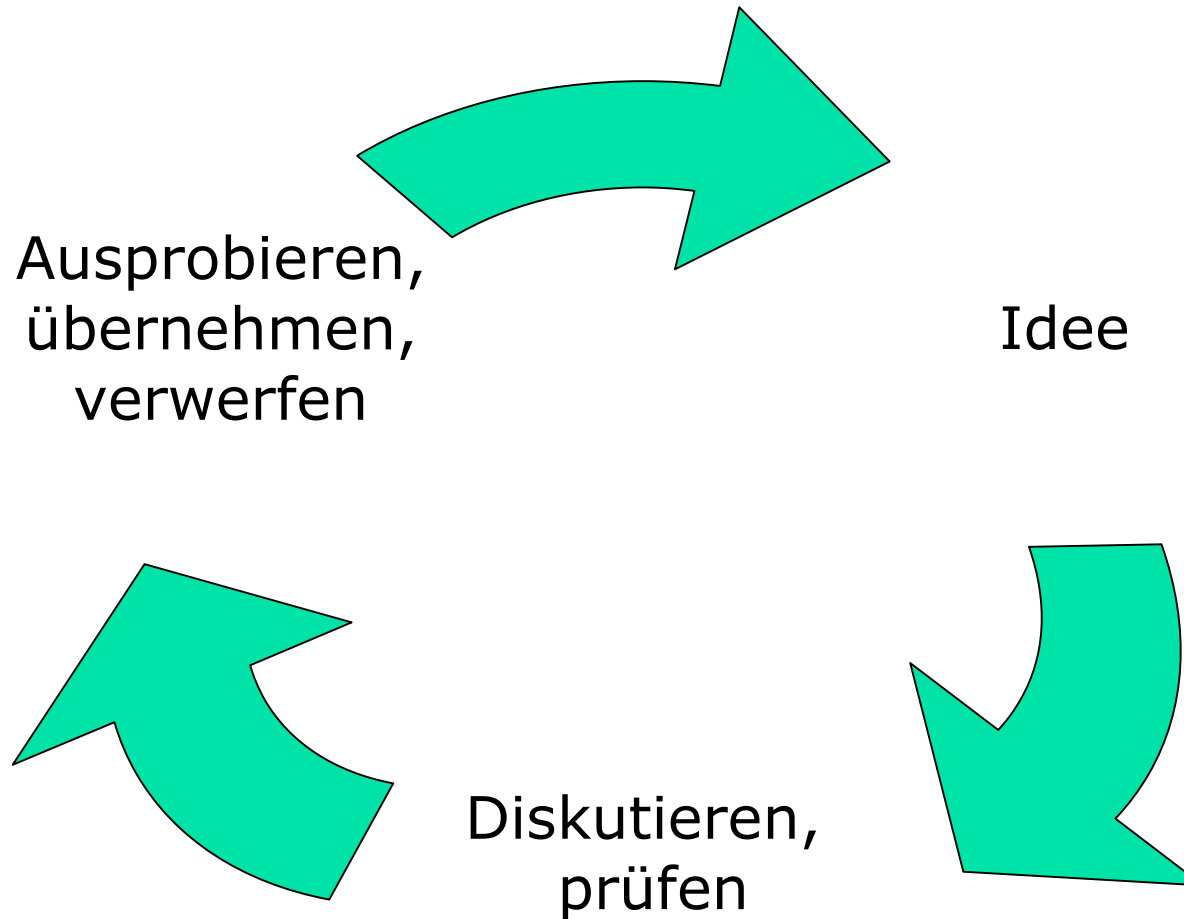 Ausprobieren,
übernehmen,
verwerfen
Idee
Diskutieren,
prüfen